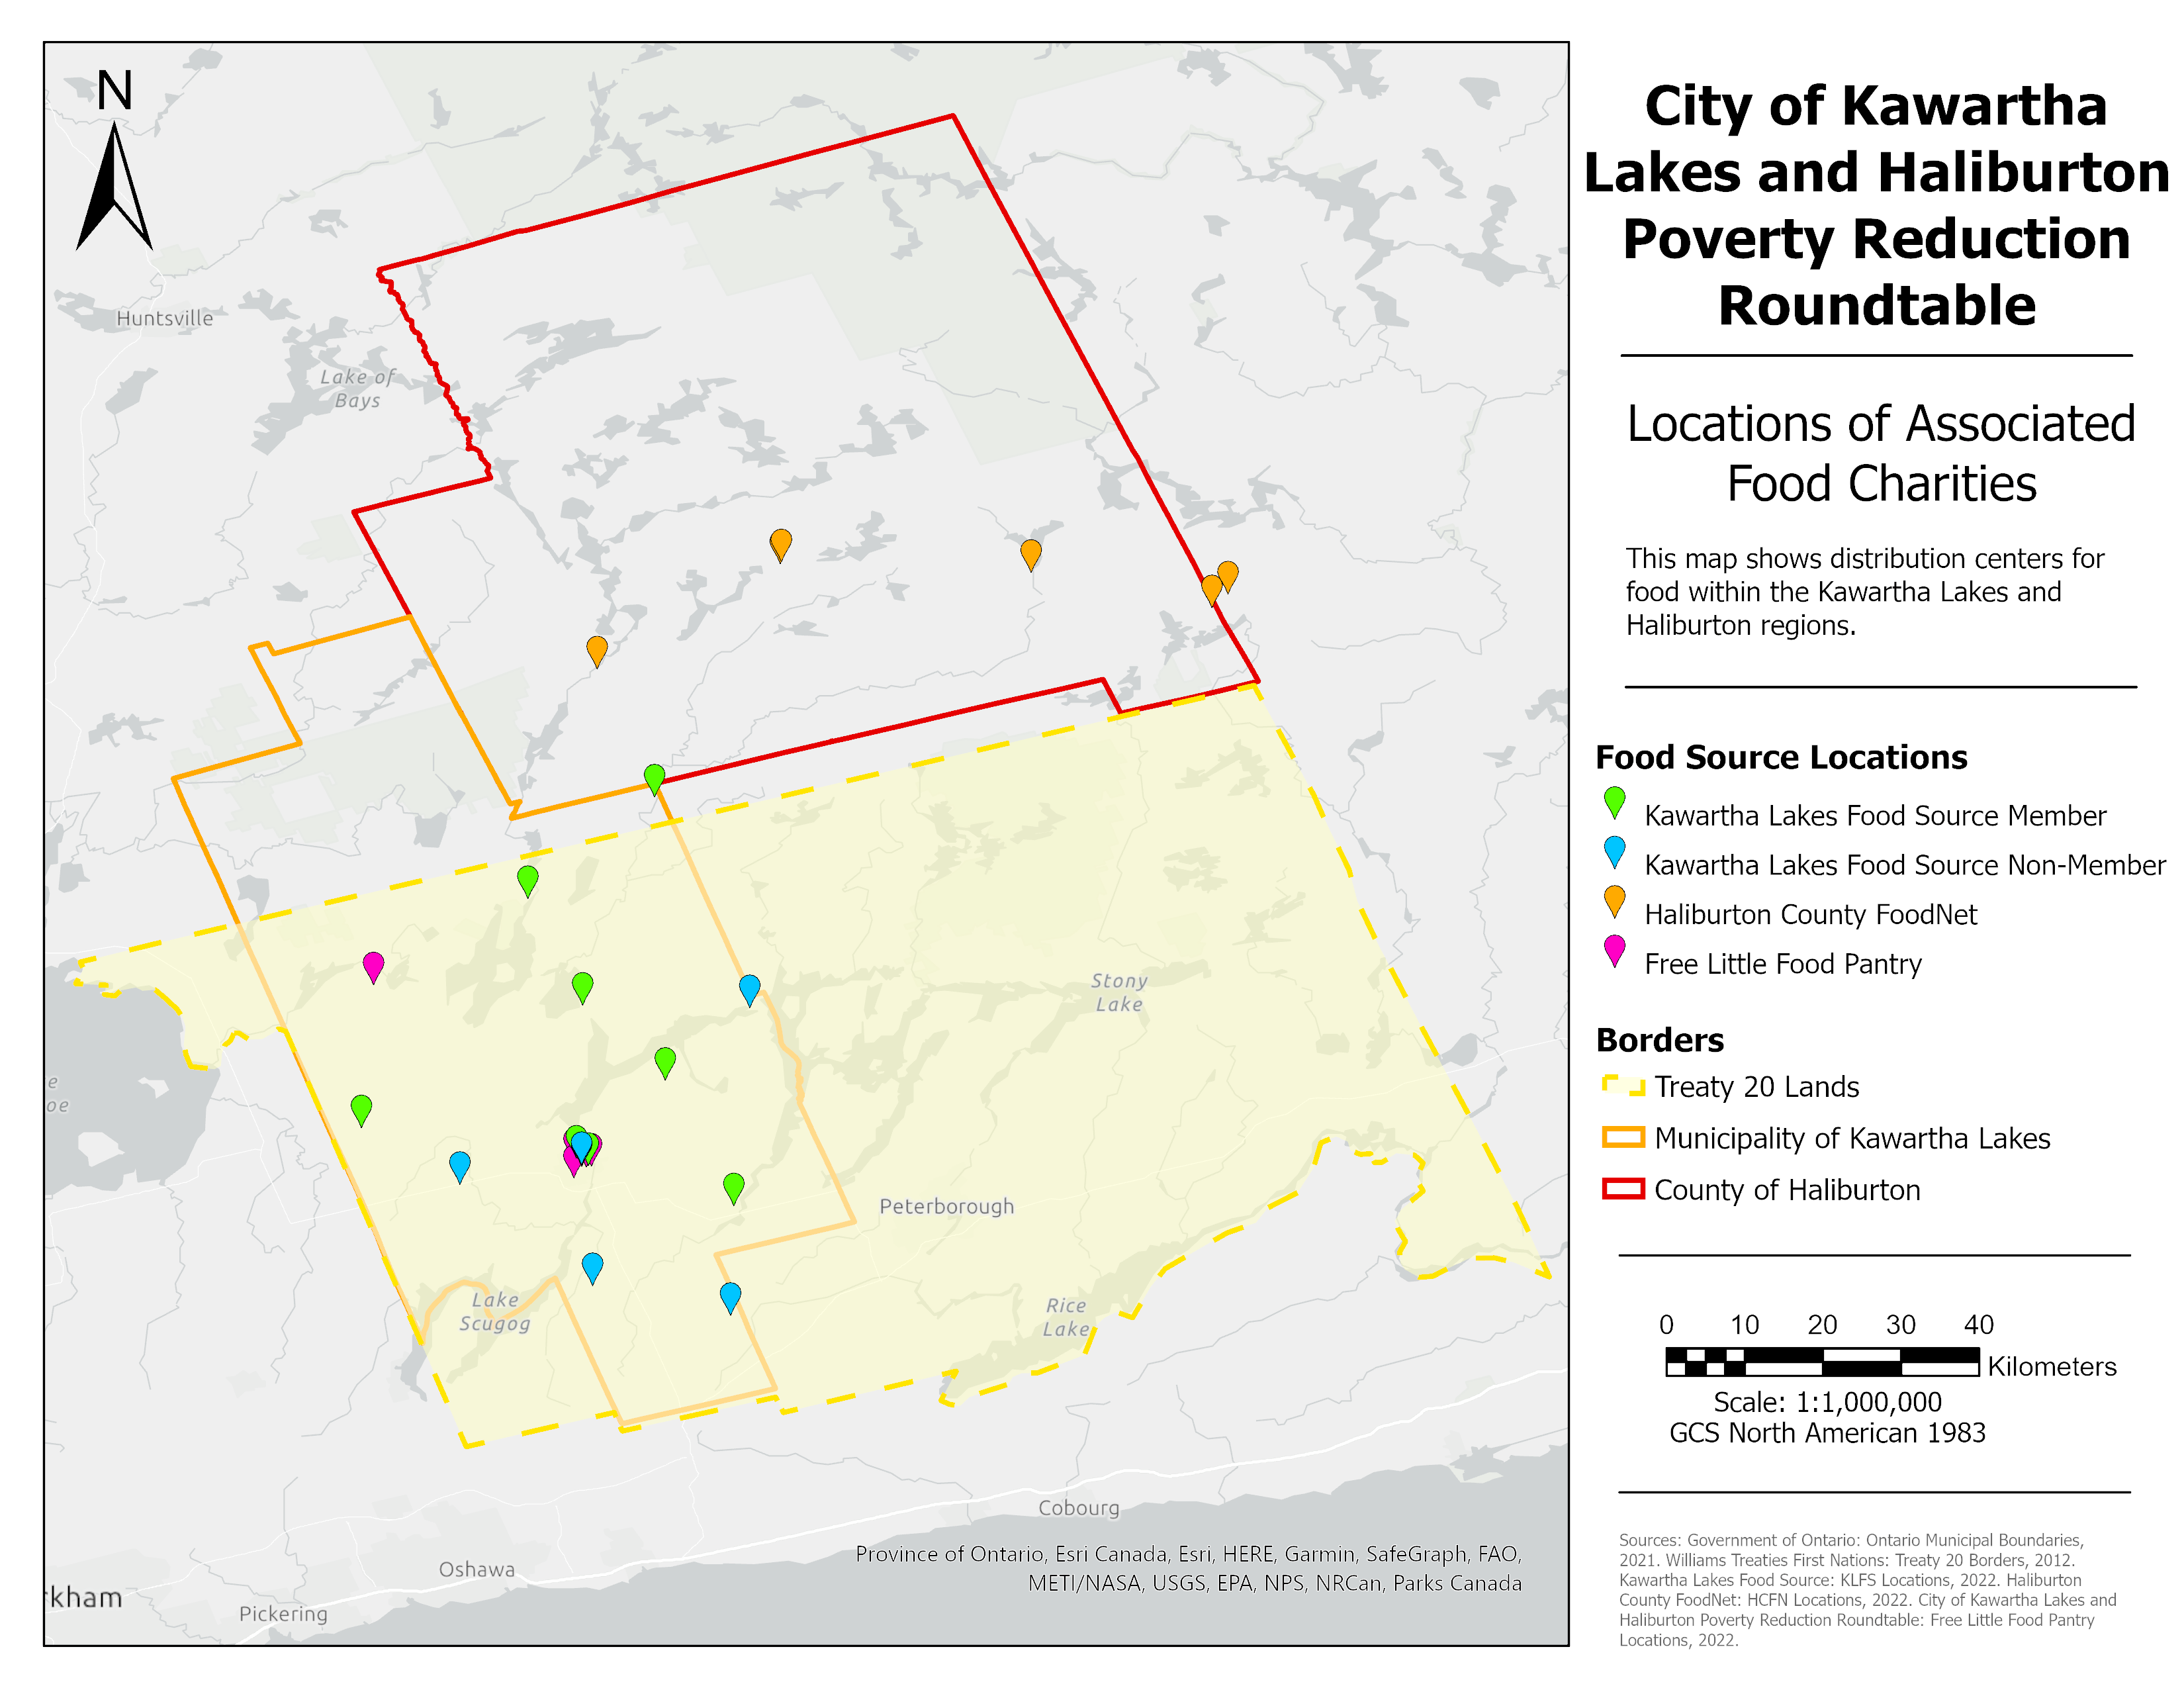 N
Huntsville
Lake of
Bays
Stony
Lake
e
oe
Peterborough
Lake
Scugog
Rice
Lake
Cobourg
Oshawa
Pickering
rkham
Province of Ontario, Esri Canada, Esri, HERE, Garmin, SafeGraph, FAO,
METI/NASA, USGS, EPA, NPS, NRCan, Parks Canada
City of Kawartha
Lakes and Haliburton
Poverty Reduction
Roundtable
Locations of Associated
Food Charities
This map shows distribution centers for
food within the Kawartha Lakes and
Haliburton regions.
Food Source Locations
Kawartha Lakes Food Source Member
Kawartha Lakes Food Source Non-Member
Haliburton County FoodNet
Free Little Food Pantry
Borders
Treaty 20 Lands
Municipality of Kawartha Lakes
County of Haliburton
0 10 20 30 40
Kilometers
Scale: 1:1,000,000
GCS North American 1983
Sources: Government of Ontario: Ontario Municipal Boundaries,
2021. Williams Treaties First Nations: Treaty 20 Borders, 2012.
Kawartha Lakes Food Source: KLFS Locations, 2022. Haliburton
County FoodNet: HCFN Locations, 2022. City of Kawartha Lakes and
Haliburton Poverty Reduction Roundtable: Free Little Food Pantry
Locations, 2022.